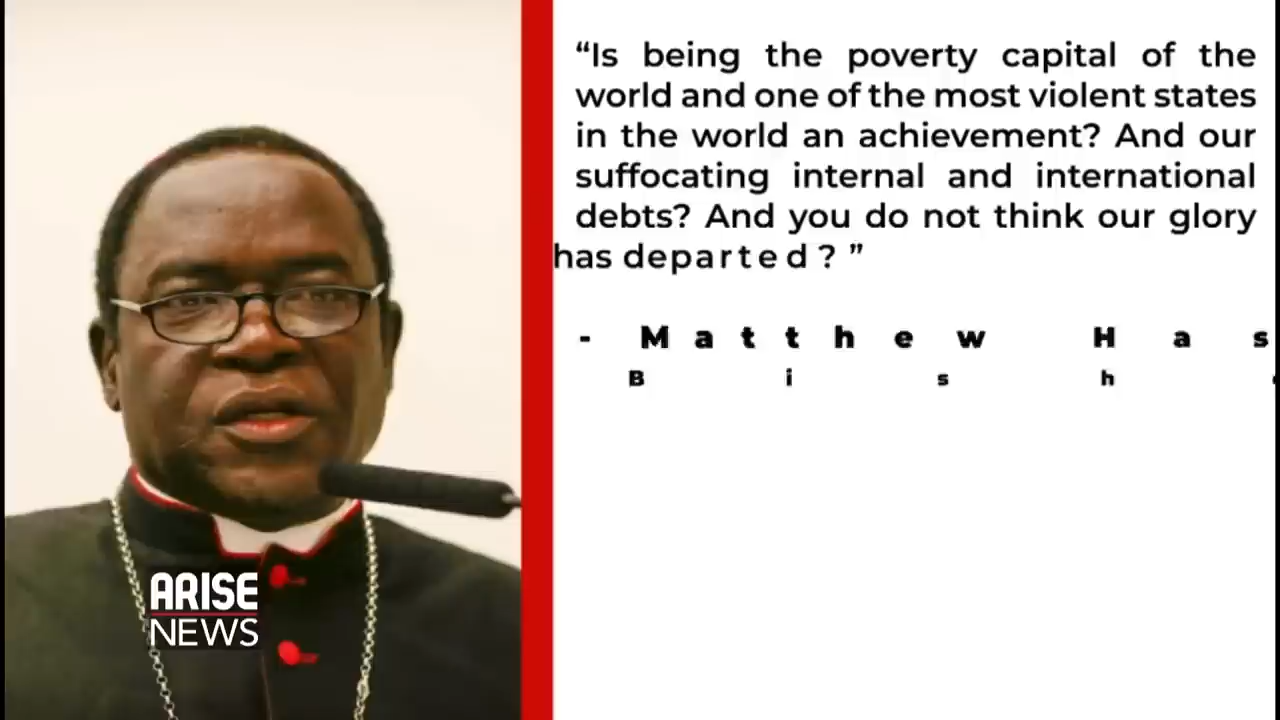 “Is being the poverty capital of the
world and one of the most violent states
in the world an achievement? And our
suffocating internal and international
debts? And you do not think our glory
has departed?”
- Matthew Has
Bish
ARISE
NEWS